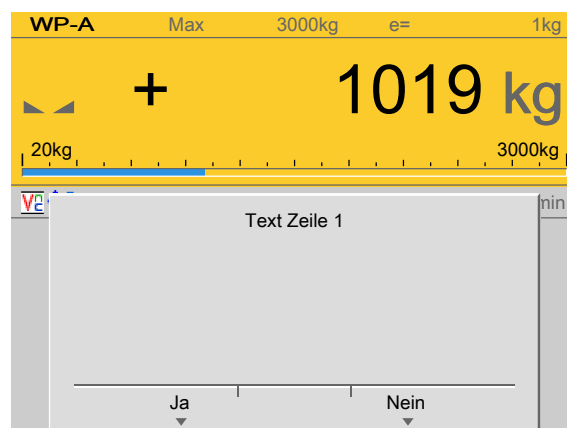 WP-A Max 3000kg e= 1kg
+ 1019 kg
20kg 3000kg
min
Text Zeile 1
Ja Nein